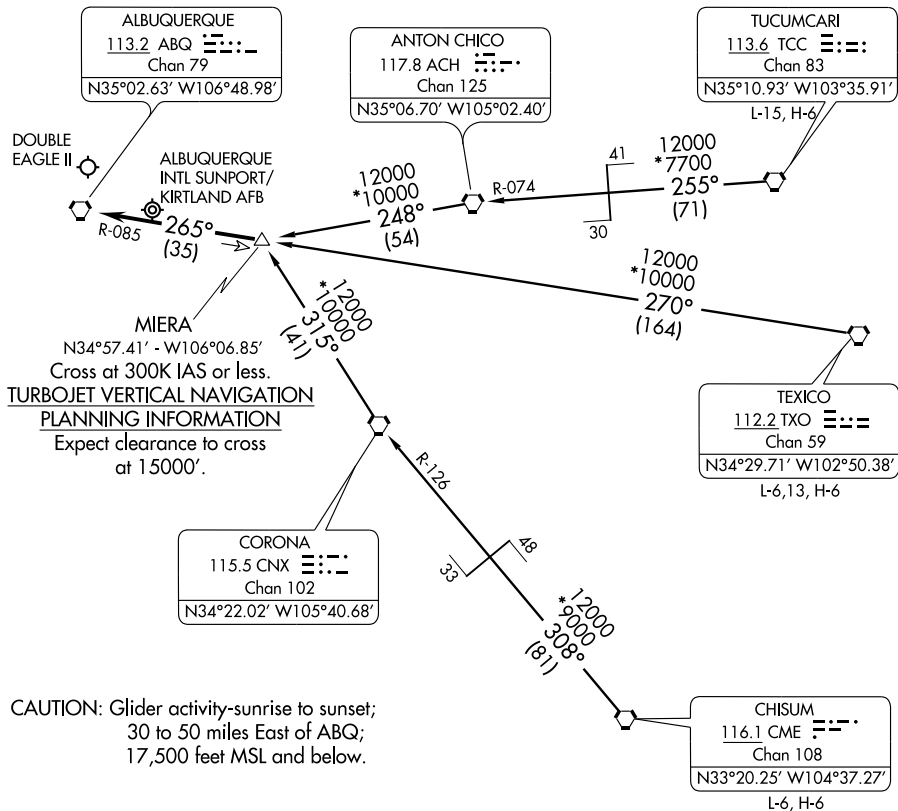 ALBUQUERQUE
113.2 ABQ
Chan 79
N35°02.63′ W106°48.98′
ANTON CHICO
117.8 ACH
Chan 125
N35°06.70′ W105°02.40′
TUCUMCARI
113.6 TCC
Chan 83
N35°10.93′ W103°35.91′
L-15, H-6
DOUBLE
EAGLE II
ALBUQUERQUE
INTL SUNPORT/
KIRTLAND AFB
R-085
265°
(35)
12000
*10000
248°
(54)
R-074
41
30
12000
*7700
255°
(71)
12000
*10000
270°
(164)
12000
*10000
315°
(41)
MIERA
N34°57.41′ - W106°06.85′
Cross at 300K IAS or less.
TURBOJET VERTICAL NAVIGATION
PLANNING INFORMATION
Expect clearance to cross
at 15000′.
TEXICO
112.2 TXO
Chan 59
N34°29.71′ W102°50.38′
L-6,13, H-6
R-126
CORONA
115.5 CNX
Chan 102
N34°22.02′ W105°40.68′
48
33
12000
*9000
308°
(81)
CAUTION: Glider activity-sunrise to sunset;
30 to 50 miles East of ABQ;
17,500 feet MSL and below.
CHISUM
116.1 CME
Chan 108
N33°20.25′ W104°37.27′
L-6, H-6